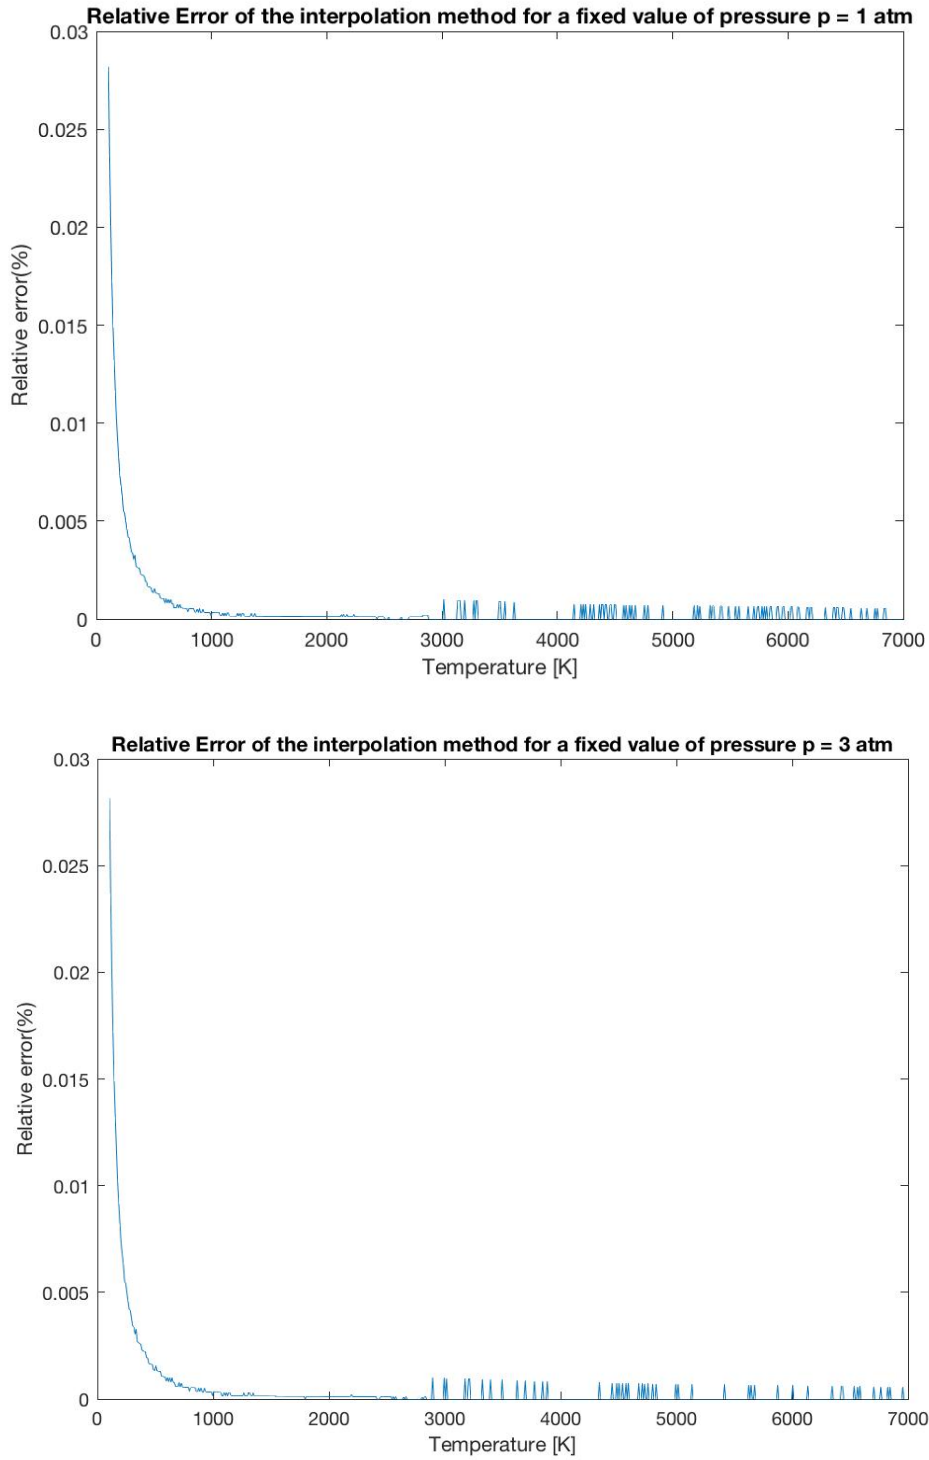 Relative Error of the interpolation method for a fixed value of pressure p = 1 atm
0.03
0.025
0.02
0.015
0.01
0.005
0
Relative error(%)
0 1000 2000 3000 4000 5000 6000 7000
Temperature [K]
Relative Error of the interpolation method for a fixed value of pressure p = 3 atm
0.03
0.025
0.02
0.015
0.01
0.005
0
Relative error(%)
0 1000 2000 3000 4000 5000 6000 7000
Temperature [K]